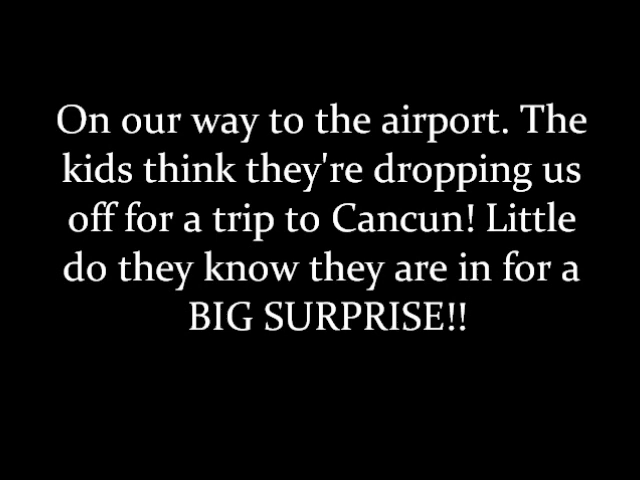 On our way to the airport. The
kids think they're dropping us
off for a trip to Cancun! Little
do they know they are in for a
BIG SURPRISE!!